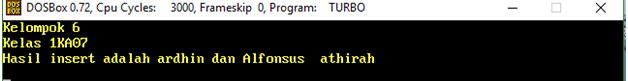 DOSBox 0.72, Cpu Cycles: 3000, Frameskip 0, Program: TURBO
Kelompok 6
Kelas 1KA07
Hasil insert adalah ardhin dan Alfonsus  athirah